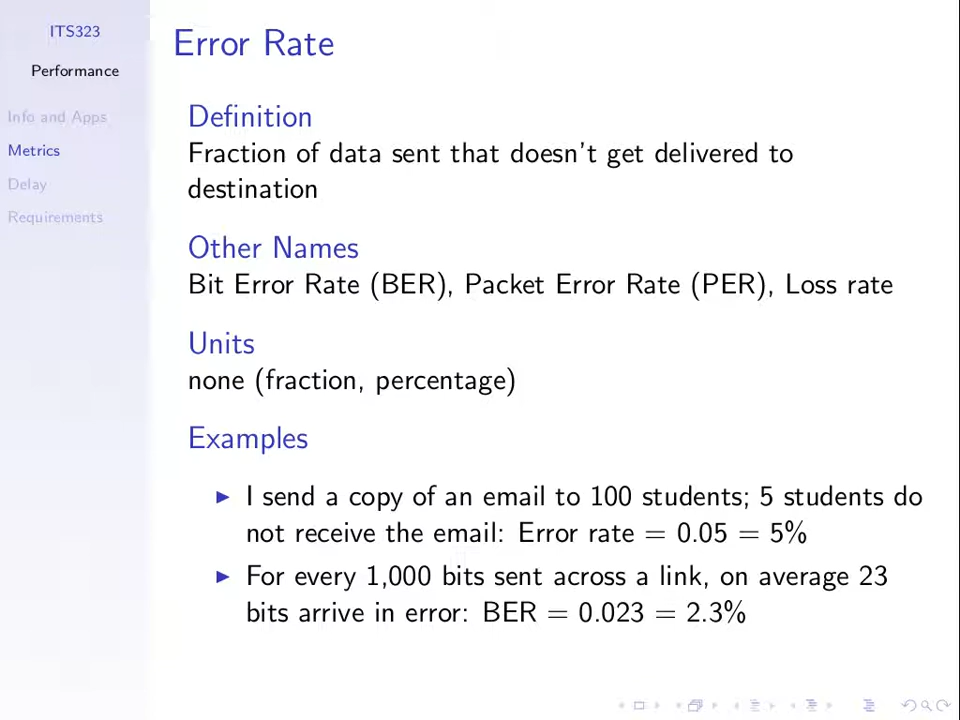 ITS323
Performance
Info and Apps
Metrics
Delay
Requirements
Error Rate
Definition
Fraction of data sent that doesn't get delivered to
destination
Other Names
Bit Error Rate (BER), Packet Error Rate (PER), Loss rate
Units
none (fraction, percentage)
Examples
I send a copy of an email to 100 students; 5 students do
not receive the email: Error rate = 0.05 = 5%
For every 1,000 bits sent across a link, on average 23
bits arrive in error: BER = 0.023 = 2.3%